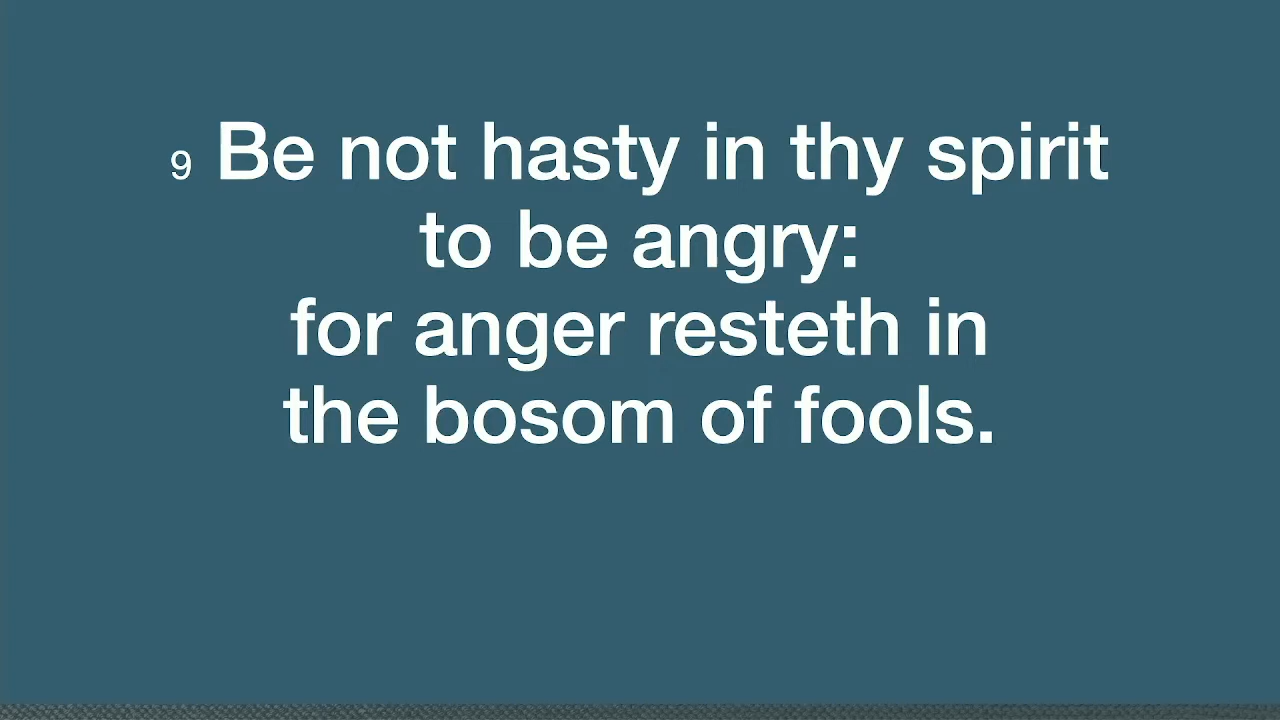 9 Be not hasty in thy spirit
to be angry:
for anger resteth in
the bosom of fools.